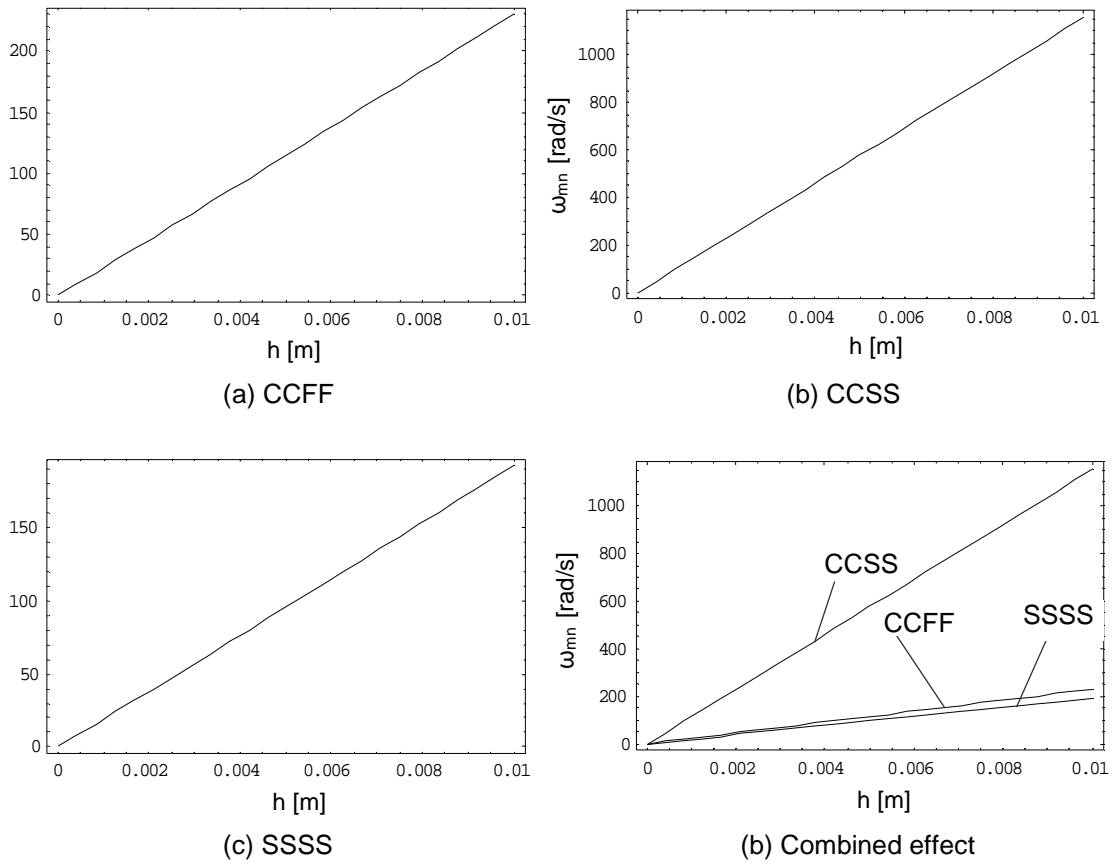 200
150
100
50
0
0 0.002 0.004 0.006 0.008 0.01
h [m]
(a) CCFF
1000
800
600
400
200
0
ωmn [rad/s]
0 0.002 0.004 0.006 0.008 0.01
h [m]
(b) CCSS
150
100
50
0
0 0.002 0.004 0.006 0.008 0.01
h [m]
(c) SSSS
1000
800
600
400
200
0
ωmn [rad/s]
CCSS
CCFF
SSSS
0 0.002 0.004 0.006 0.008 0.01
h [m]
(b) Combined effect